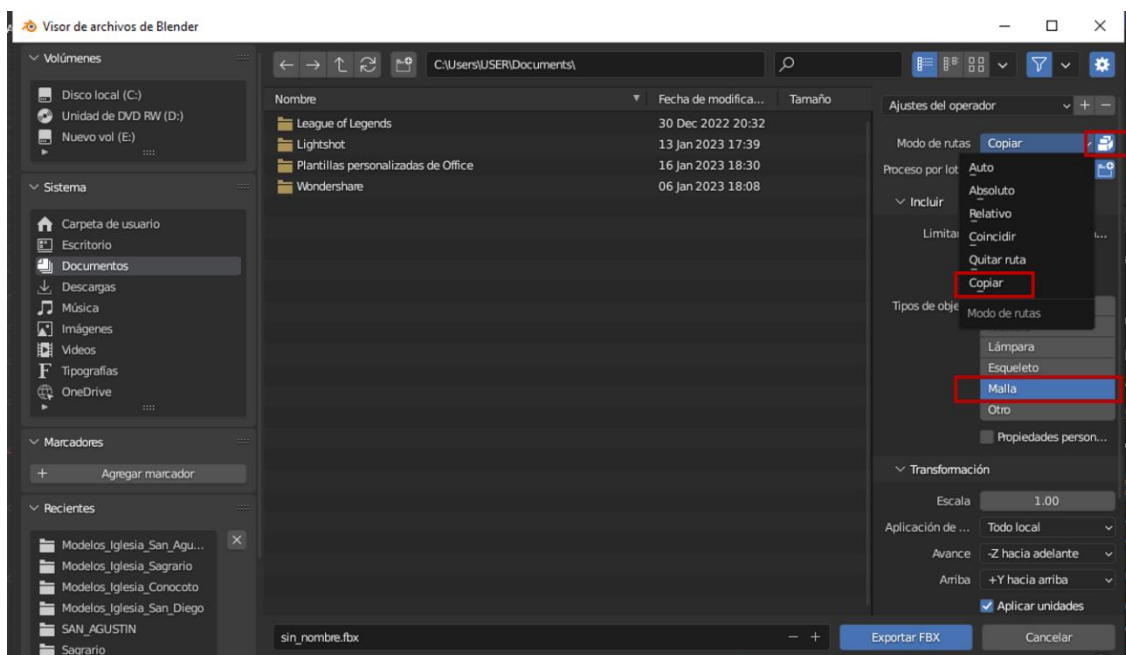 Visor de archivos de Blender
Volúmenes
Disco local (C:)
Unidad de DVD RW (D:)
Nuevo vol (E:)
Sistema
Carpeta de usuario
Escritorio
Documentos
Descargas
Música
Imágenes
Videos
Tipografías
OneDrive
Marcadores
Agregar marcador
Recientes
Modelos_Iglesia_San_Agu...
Modelos_Iglesia_Sagrario
Modelos_Iglesia_Conocoto
Modelos_Iglesia_San_Diego
SAN_AGUSTIN
Sagrario
C:\Users\USER\Documents\
Nombre Fecha de modifica... Tamaño
League of Legends 30 Dec 2022 20:32
Lightshot 13 Jan 2023 17:39
Plantillas personalizadas de Office 16 Jan 2023 18:30
Wondershare 06 Jan 2023 18:08
sin_nombre.fbx
Ajustes del operador
Modo de rutas Copiar
Proceso por lot
Auto
Absoluto
Relativo
Coincidir
Quitar ruta
Copiar
Modo de rutas
Incluir
Limita
Tipos de obje
Lámpara
Esqueleto
Malla
Otro
Propiedades person...
Transformación
Escala 1.00
Aplicación de ... Todo local
Avance -Z hacia adelante
Arriba +Y hacia arriba
Aplicar unidades
Exportar FBX Cancelar